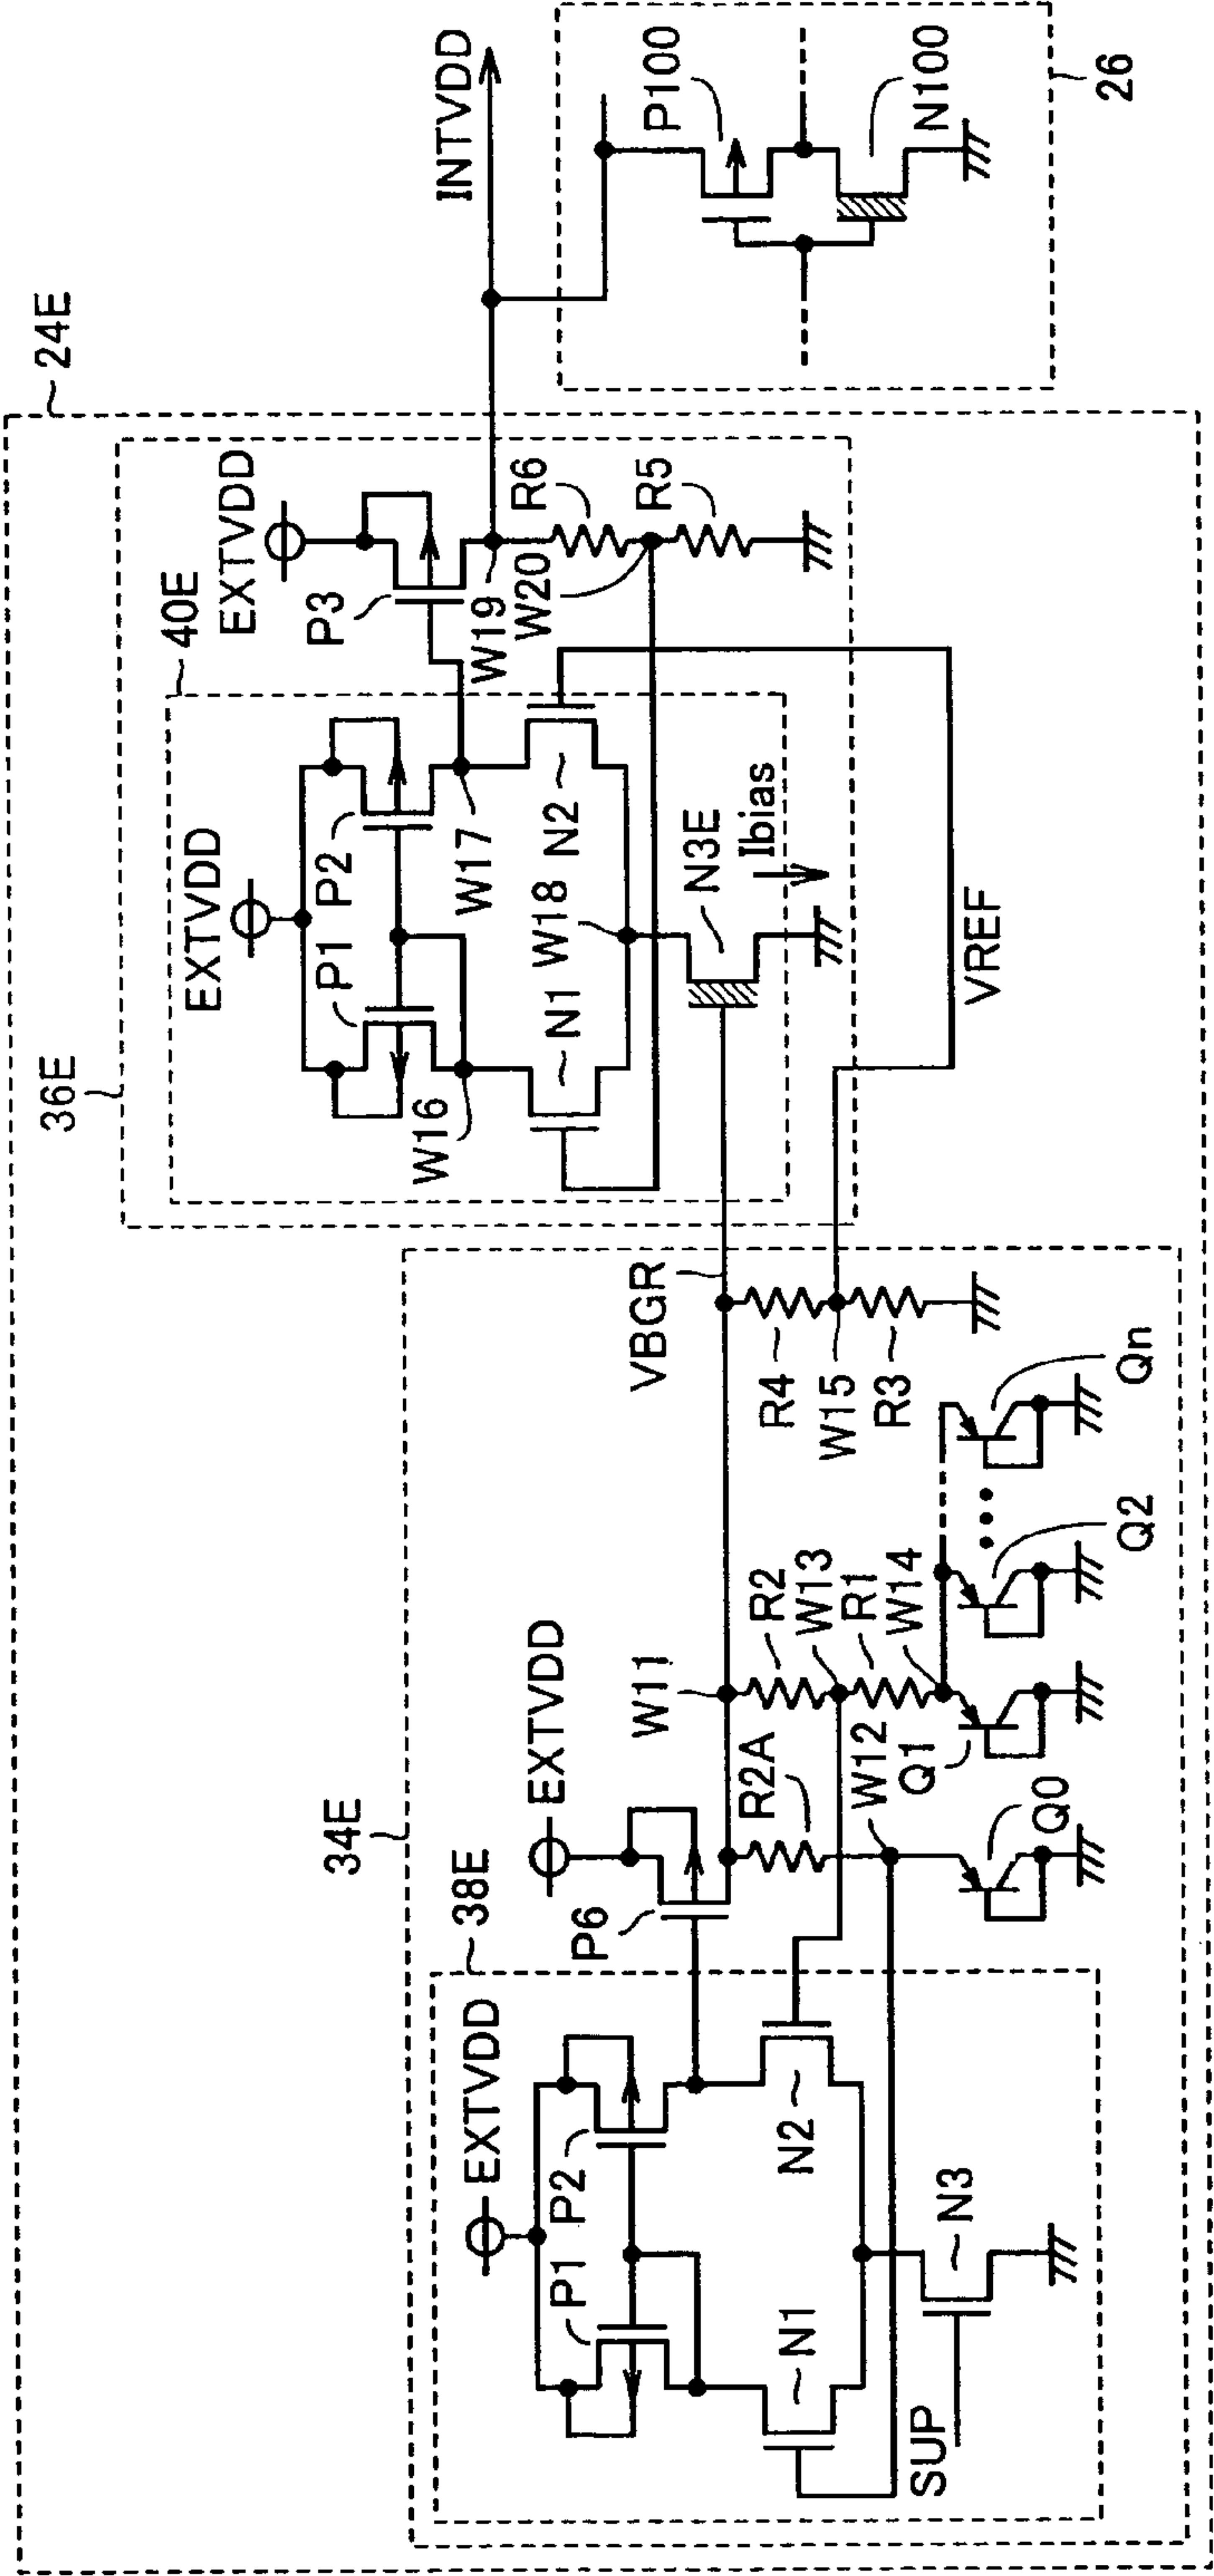 24E
36E
40E
EXTVDD
EXTVDD
P1
P2
P3
W16
W17
W19
W20
N1
W18
N2
R6
R5
N3E
Ibias
INTVDD
P100
N100
26
34E
38E
EXTVDD
EXTVDD
P1
P2
P6
W11
VBGR
N1
N2
R2A
R2
R4
W12
W13
W15
VREF
SUP
N3
Q1
R1
R3
W14
Q0
Q2
Qn